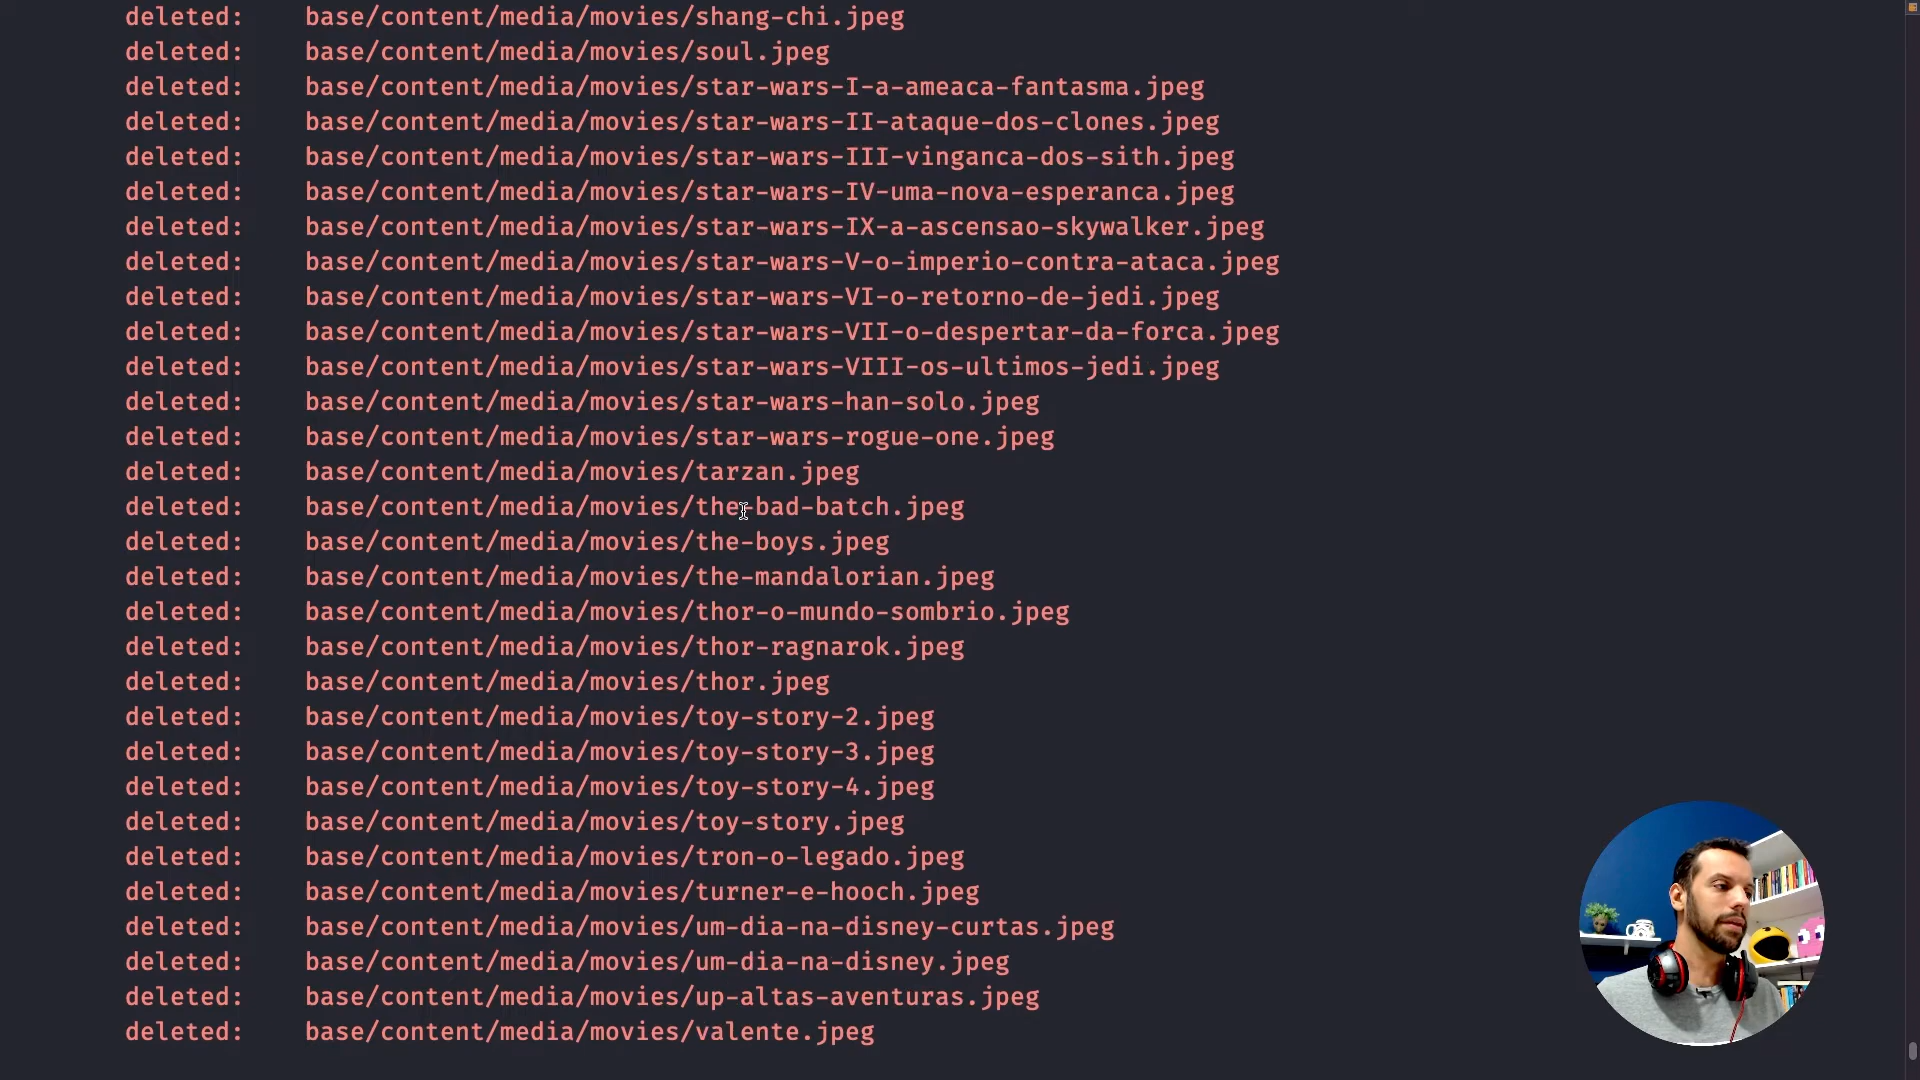 deleted: base/content/media/movies/shang-chi.jpeg
deleted: base/content/media/movies/soul.jpeg
deleted: base/content/media/movies/star-wars-I-a-ameaca-fantasma.jpeg
deleted: base/content/media/movies/star-wars-II-ataque-dos-clones.jpeg
deleted: base/content/media/movies/star-wars-III-vinganca-dos-sith.jpeg
deleted: base/content/media/movies/star-wars-IV-uma-nova-esperanca.jpeg
deleted: base/content/media/movies/star-wars-IX-a-ascensao-skywalker.jpeg
deleted: base/content/media/movies/star-wars-V-o-imperio-contra-ataca.jpeg
deleted: base/content/media/movies/star-wars-VI-o-retorno-de-jedi.jpeg
deleted: base/content/media/movies/star-wars-VII-o-despertar-da-forca.jpeg
deleted: base/content/media/movies/star-wars-VIII-os-ultimos-jedi.jpeg
deleted: base/content/media/movies/star-wars-han-solo.jpeg
deleted: base/content/media/movies/star-wars-rogue-one.jpeg
deleted: base/content/media/movies/tarzan.jpeg
deleted: base/content/media/movies/the-bad-batch.jpeg
deleted: base/content/media/movies/the-boys.jpeg
deleted: base/content/media/movies/the-mandalorian.jpeg
deleted: base/content/media/movies/thor-o-mundo-sombrio.jpeg
deleted: base/content/media/movies/thor-ragnarok.jpeg
deleted: base/content/media/movies/thor.jpeg
deleted: base/content/media/movies/toy-story-2.jpeg
deleted: base/content/media/movies/toy-story-3.jpeg
deleted: base/content/media/movies/toy-story-4.jpeg
deleted: base/content/media/movies/toy-story.jpeg
deleted: base/content/media/movies/tron-o-legado.jpeg
deleted: base/content/media/movies/turner-e-hooch.jpeg
deleted: base/content/media/movies/um-dia-na-disney-curtas.jpeg
deleted: base/content/media/movies/um-dia-na-disney.jpeg
deleted: base/content/media/movies/up-altas-aventuras.jpeg
deleted: base/content/media/movies/valente.jpeg